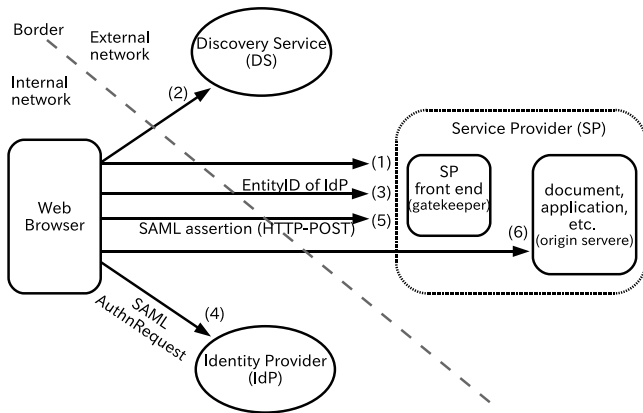 Border
External
network
Internal
network
Discovery Service
(DS)
(2)
Service Provider (SP)
Web
Browser
(1)
EntityID of IdP
(3)
SAML assertion (HTTP-POST)
(5)
SP
front end
(gatekeeper)
document,
application,
etc.
(origin servere
(6)
SAML
AuthnRequest
(4)
Identity Provider
(IdP)